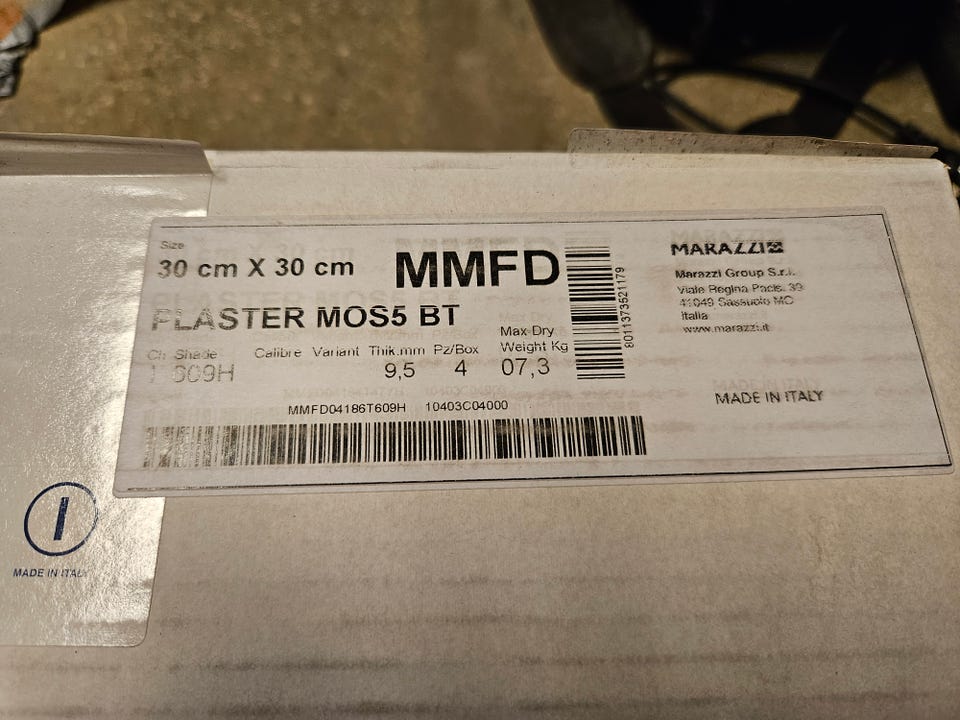 Size
30 cm X 30 cm
MMFD
PLASTER MOS5 BT
Ch Shade Calibre Variant Thik.mm Pz/Box Max Dry Weight Kg
609H 9,5 4 07,3
MMFD04186T609H 10403C04000
8011373521179
MARAZZI
Marazzi Group S.r.l.
Viale Regina Pacis, 39
41049 Sassuolo MO
Italia
www.marazzi.it
MADE IN ITALY
I
MADE IN ITALY